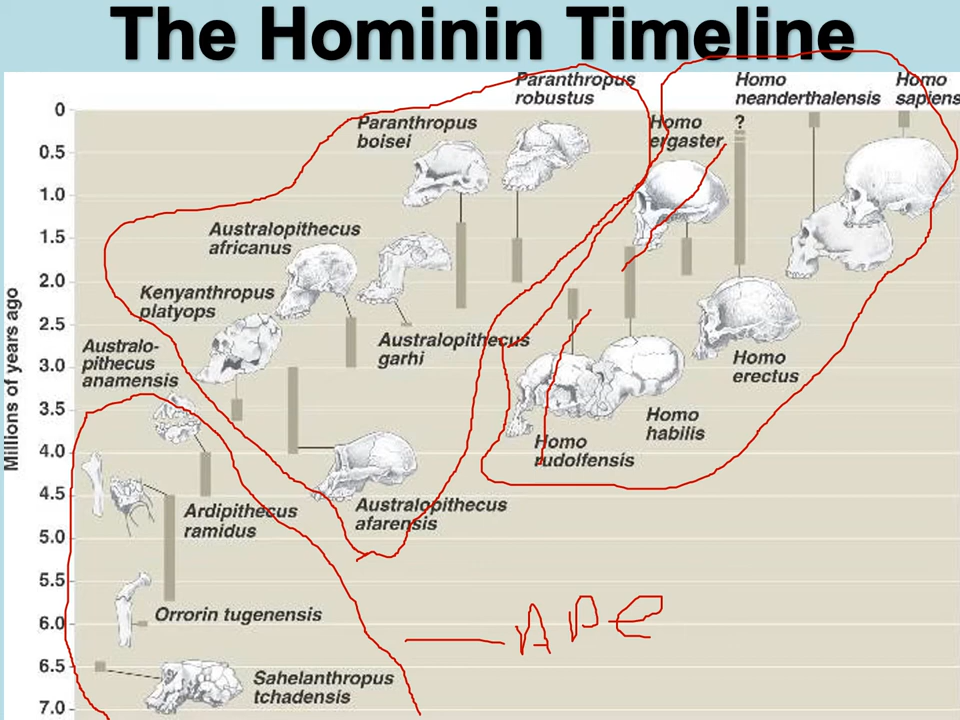 The Hominin Timeline
Paranthropus
robustus
Homo
neanderthalensis
Homo
sapiens
Paranthropus
boisei
Homo
ergaster
?
Australopithecus
africanus
Kenyanthropus
platyops
Australopithecus
garhi
Australo-
pithecus
anamensis
Homo
erectus
Homo
habilis
Homo
rudolfensis
Ardipithecus
ramidus
Australopithecus
afarensis
Orrorin tugenensis
Sahelanthropus
tchadensis
APE
Millions of years ago
0
0.5
1.0
1.5
2.0
2.5
3.0
3.5
4.0
4.5
5.0
5.5
6.0
6.5
7.0